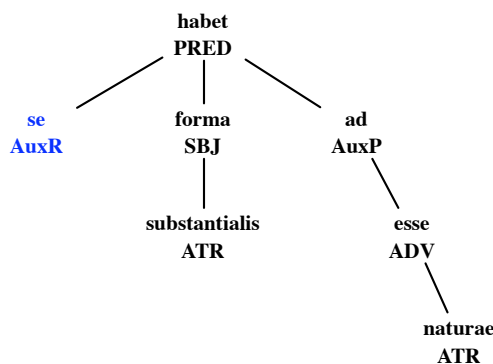 habet
PRED
se
AuxR
forma
SBJ
ad
AuxP
substantialis
ATR
esse
ADV
naturae
ATR